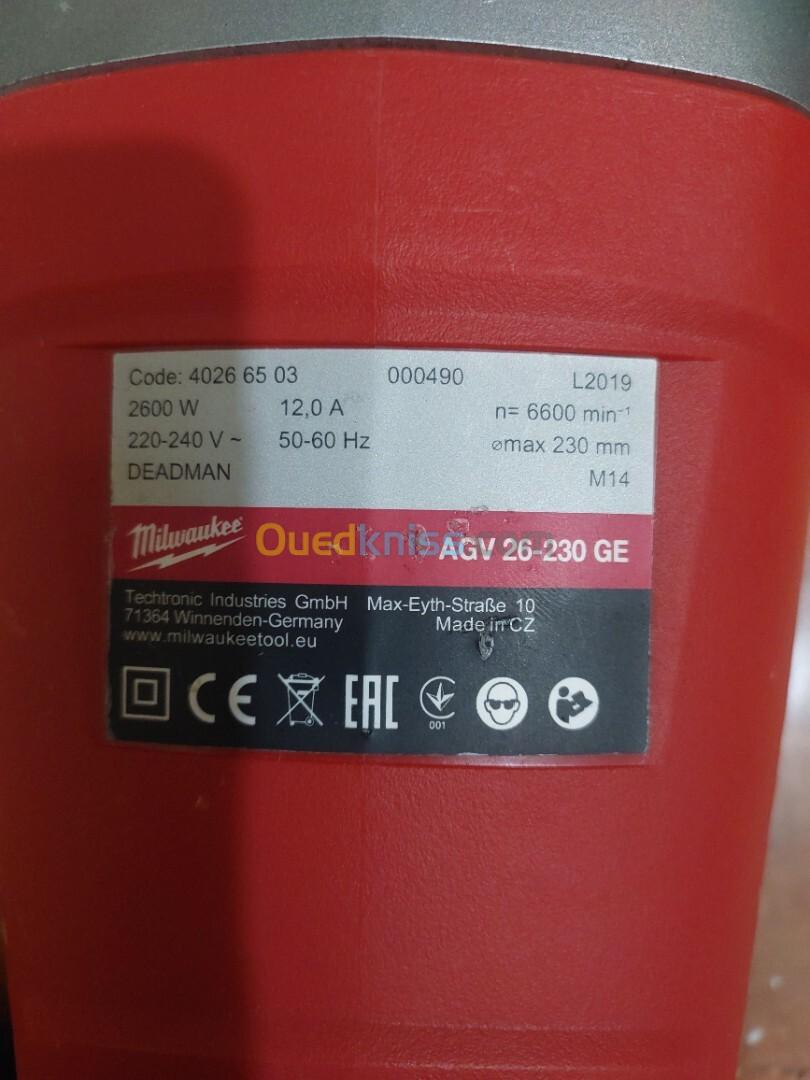 Code: 4026 65 03 000490 L2019
2600 W 12,0 A n= 6600 min⁻¹
220-240 V ~ 50-60 Hz ømax 230 mm
DEADMAN M14
Milwaukee AGV 26-230 GE
Ouedkniss.com
Techtronic Industries GmbH Max-Eyth-Straße 10
71364 Winnenden-Germany Made in CZ
www.milwaukeetool.eu
CE EAC
001